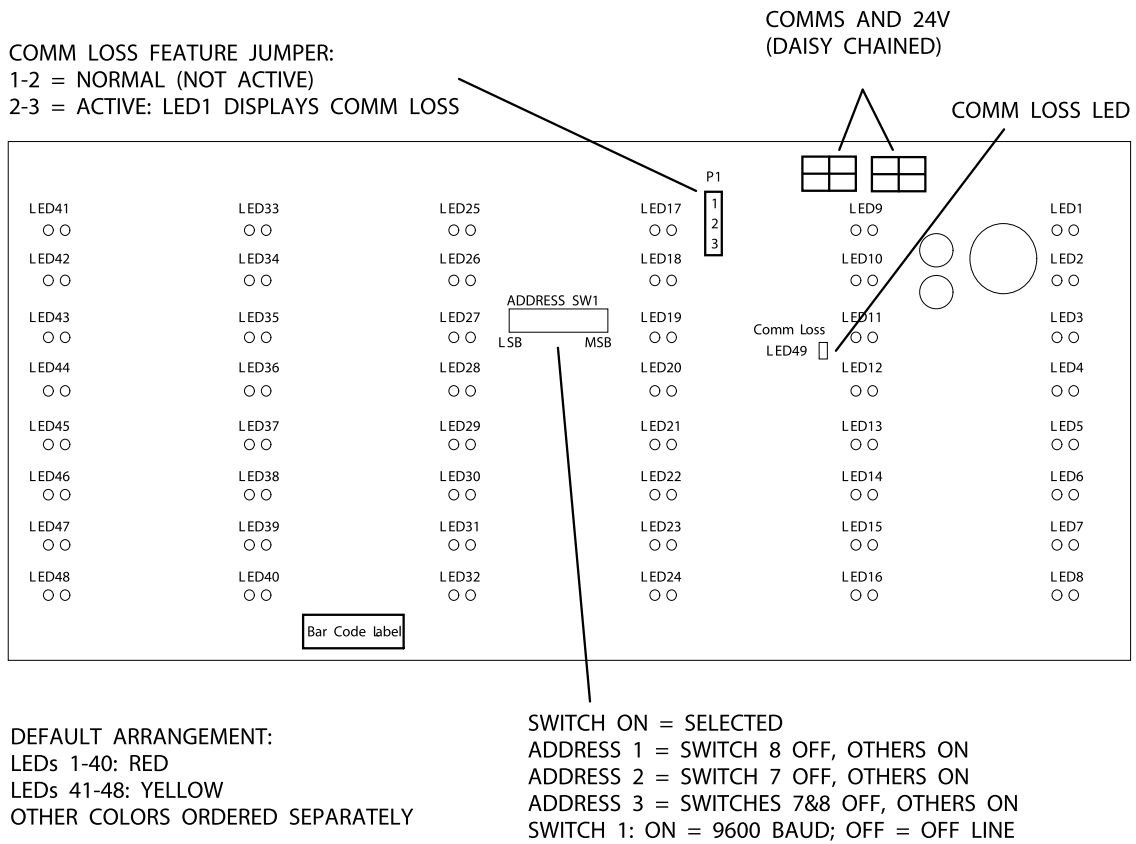 COMMS AND 24V
(DAISY CHAINED)
COMM LOSS FEATURE JUMPER:
1-2 = NORMAL (NOT ACTIVE)
2-3 = ACTIVE: LED1 DISPLAYS COMM LOSS
COMM LOSS LED
P1
1
2
3
LED41 LED33 LED25 LED17 LED9 LED1
LED42 LED34 LED26 LED18 LED10 LED2
ADDRESS SW1
LSB MSB
LED43 LED35 LED27 LED19 LED11 LED3
Comm Loss
LED49
LED44 LED36 LED28 LED20 LED12 LED4
LED45 LED37 LED29 LED21 LED13 LED5
LED46 LED38 LED30 LED22 LED14 LED6
LED47 LED39 LED31 LED23 LED15 LED7
LED48 LED40 LED32 LED24 LED16 LED8
Bar Code label
DEFAULT ARRANGEMENT:
LEDs 1-40: RED
LEDs 41-48: YELLOW
OTHER COLORS ORDERED SEPARATELY
SWITCH ON = SELECTED
ADDRESS 1 = SWITCH 8 OFF, OTHERS ON
ADDRESS 2 = SWITCH 7 OFF, OTHERS ON
ADDRESS 3 = SWITCHES 7&8 OFF, OTHERS ON
SWITCH 1: ON = 9600 BAUD; OFF = OFF LINE